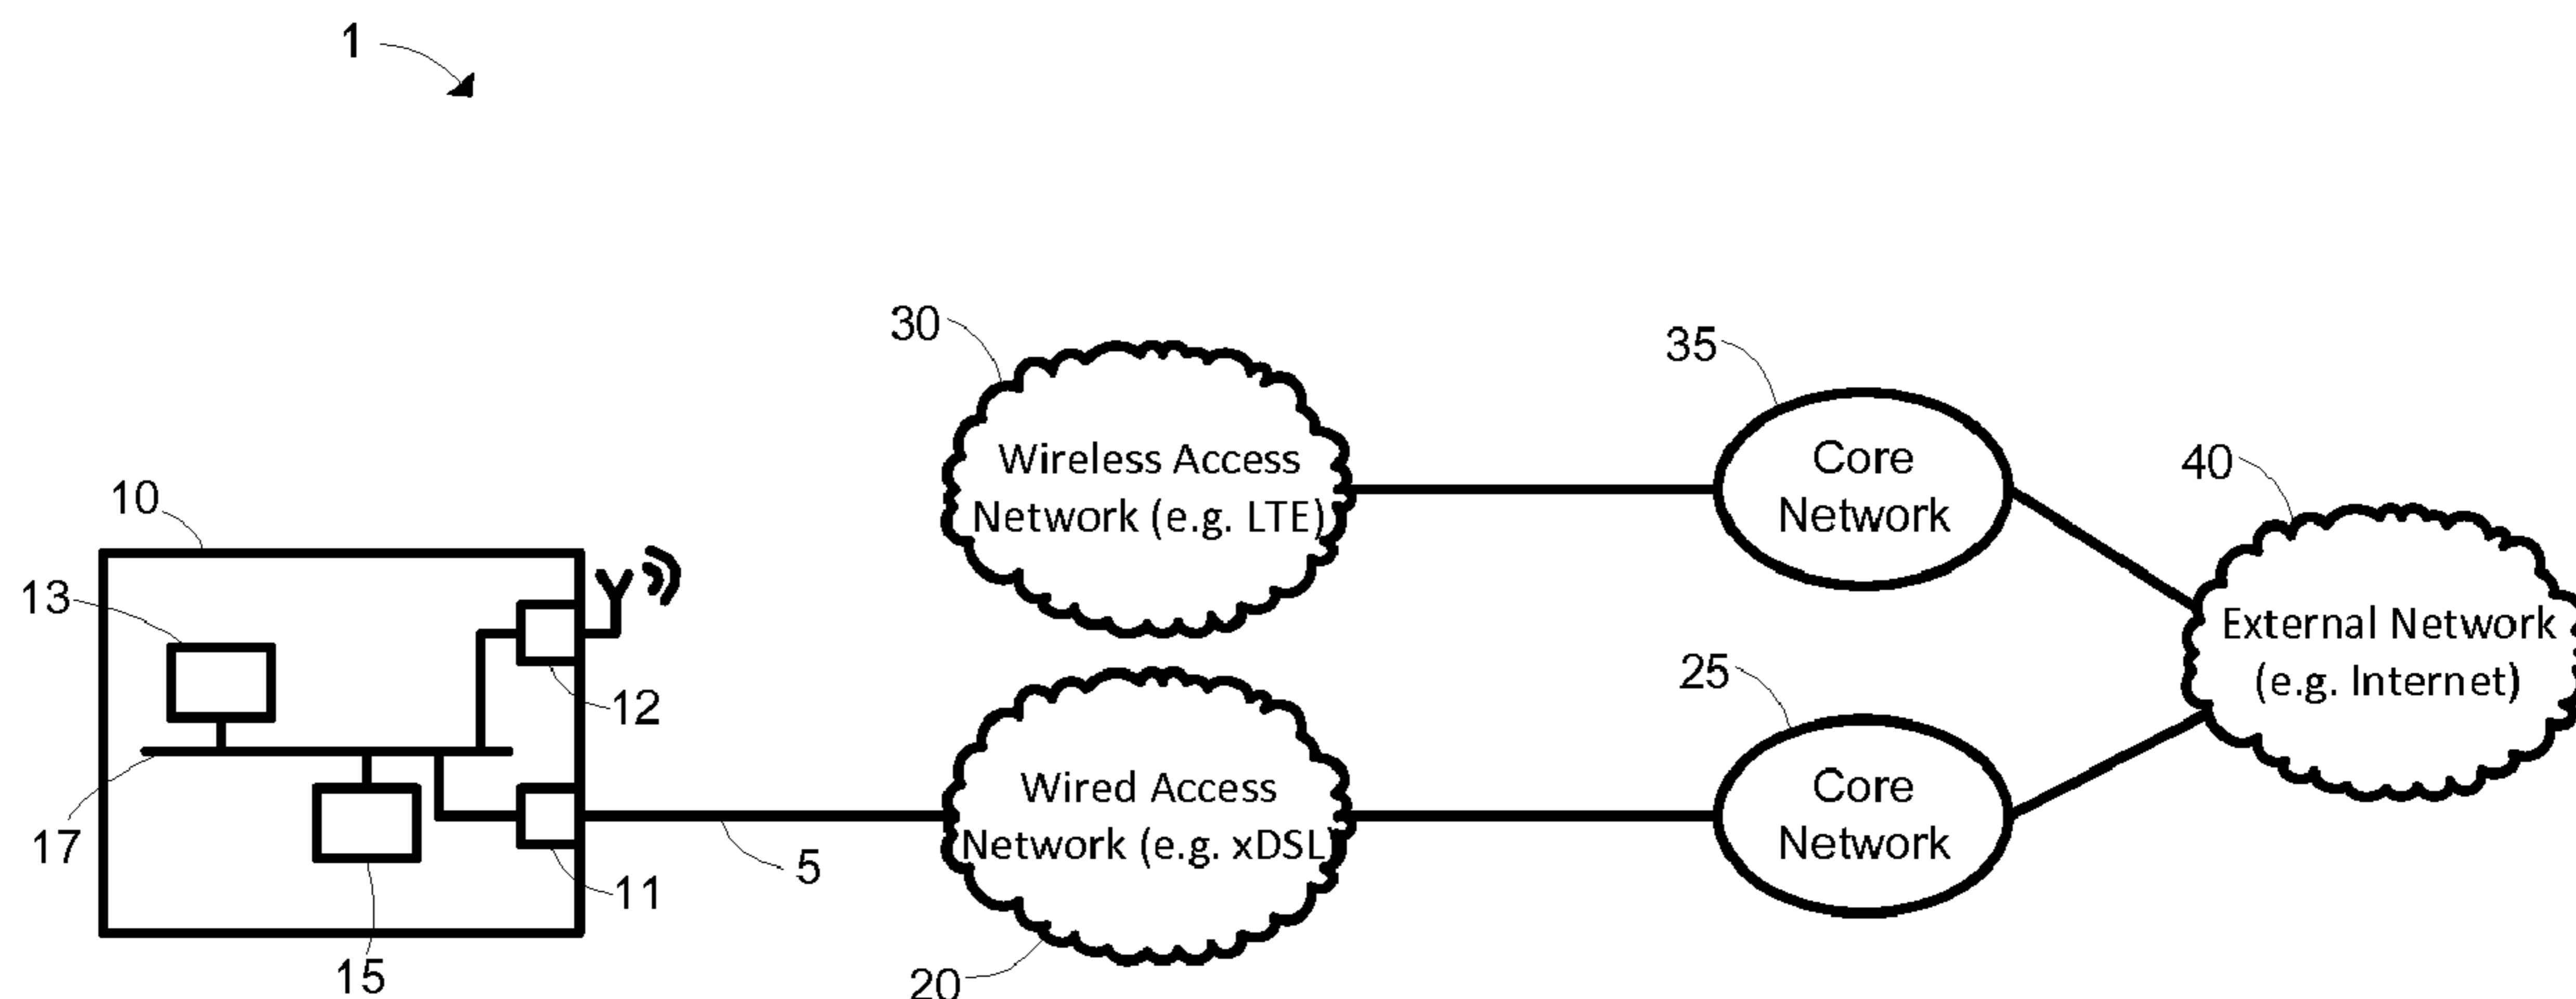 1
30
35
Wireless Access
Network (e.g. LTE)
Core
Network
40
10
13
12
External Network
(e.g. Internet)
25
17
5
11
15
Wired Access
Network (e.g. xDSL)
Core
Network
20